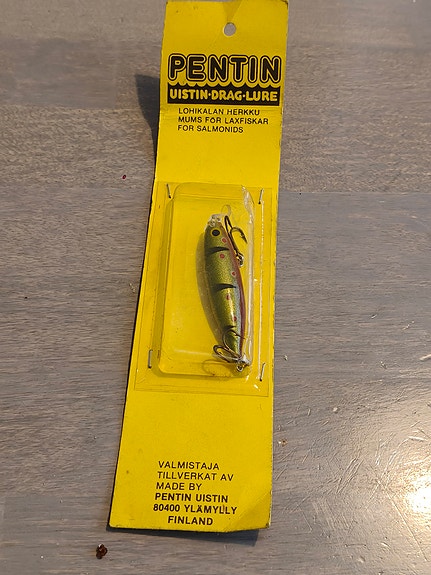 PENTIN
UISTIN·DRAG·LURE
LOHIKALAN HERKKU
MUMS FÖR LAXFISKAR
FOR SALMONIDS
VALMISTAJA
TILLVERKAT AV
MADE BY
PENTIN UISTIN
80400 YLÄMYLLY
FINLAND